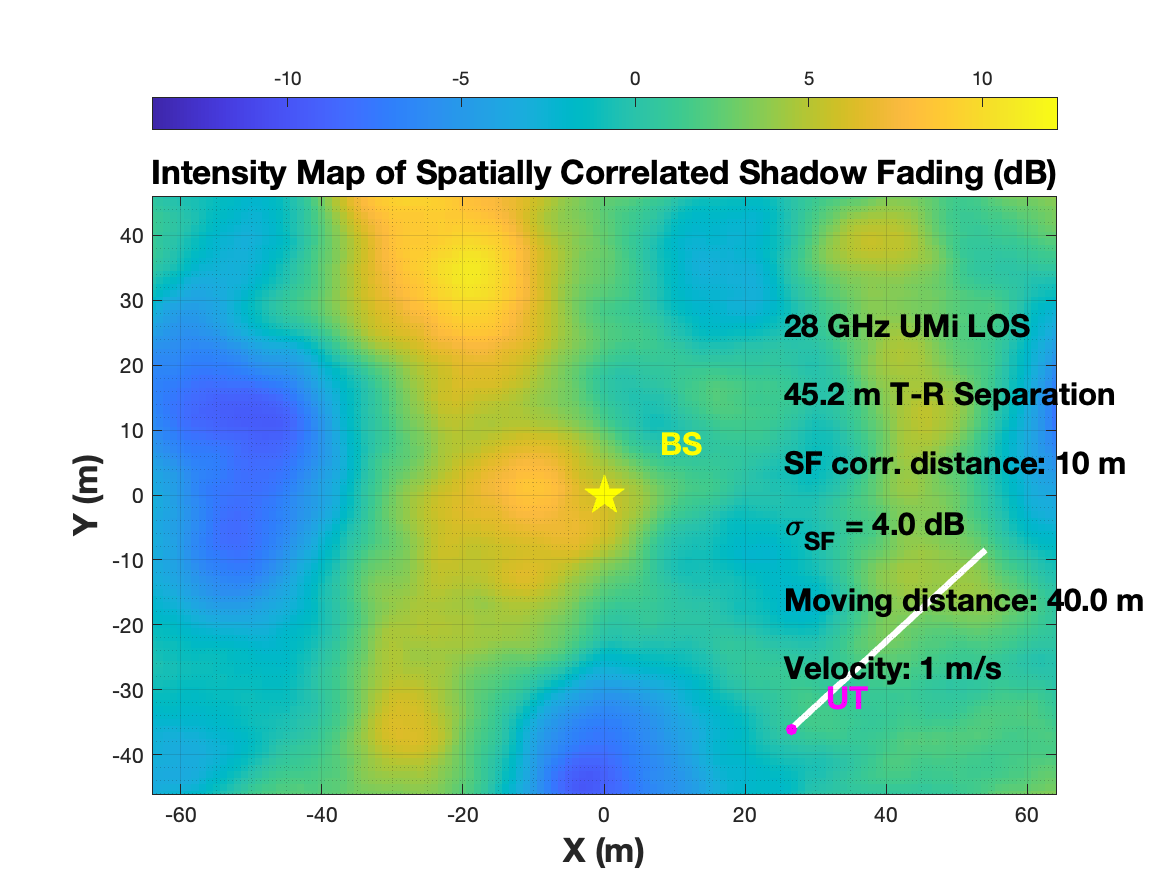 -10 -5 0 5 10
Intensity Map of Spatially Correlated Shadow Fading (dB)
40
30
20
10
0
-10
-20
-30
-40
Y (m)
28 GHz UMi LOS
45.2 m T-R Separation
BS
SF corr. distance: 10 m
σSF = 4.0 dB
Moving distance: 40.0 m
Velocity: 1 m/s
UT
-60 -40 -20 0 20 40 60
X (m)